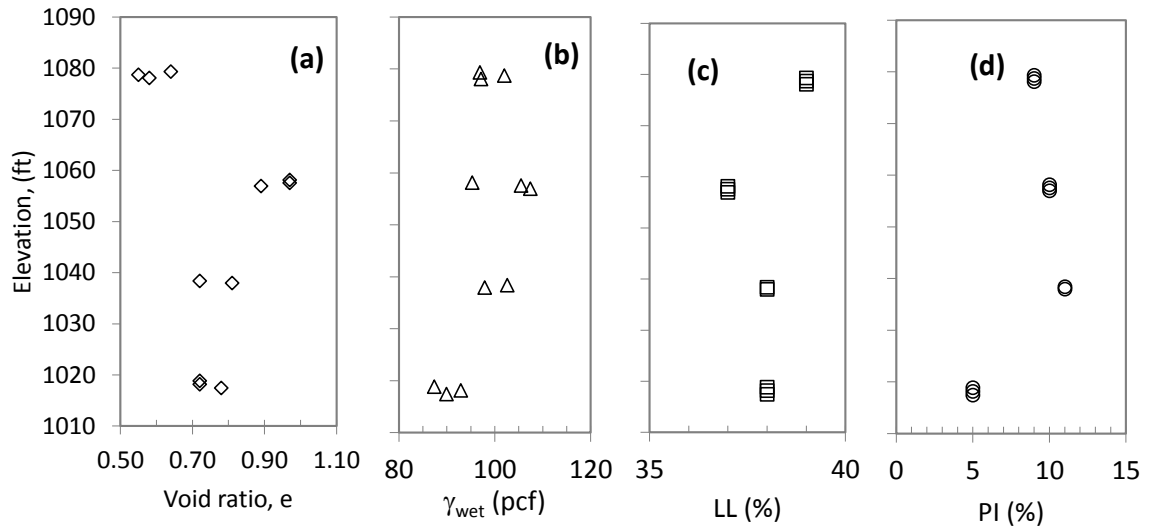 1090
1080
1070
1060
1050
1040
1030
1020
1010
Elevation, (ft)
(a)
(b)
(c)
(d)
0.50 0.70 0.90 1.10
80 100 120
35 40
0 5 10 15
Void ratio, e
γwet (pcf)
LL (%)
PI (%)